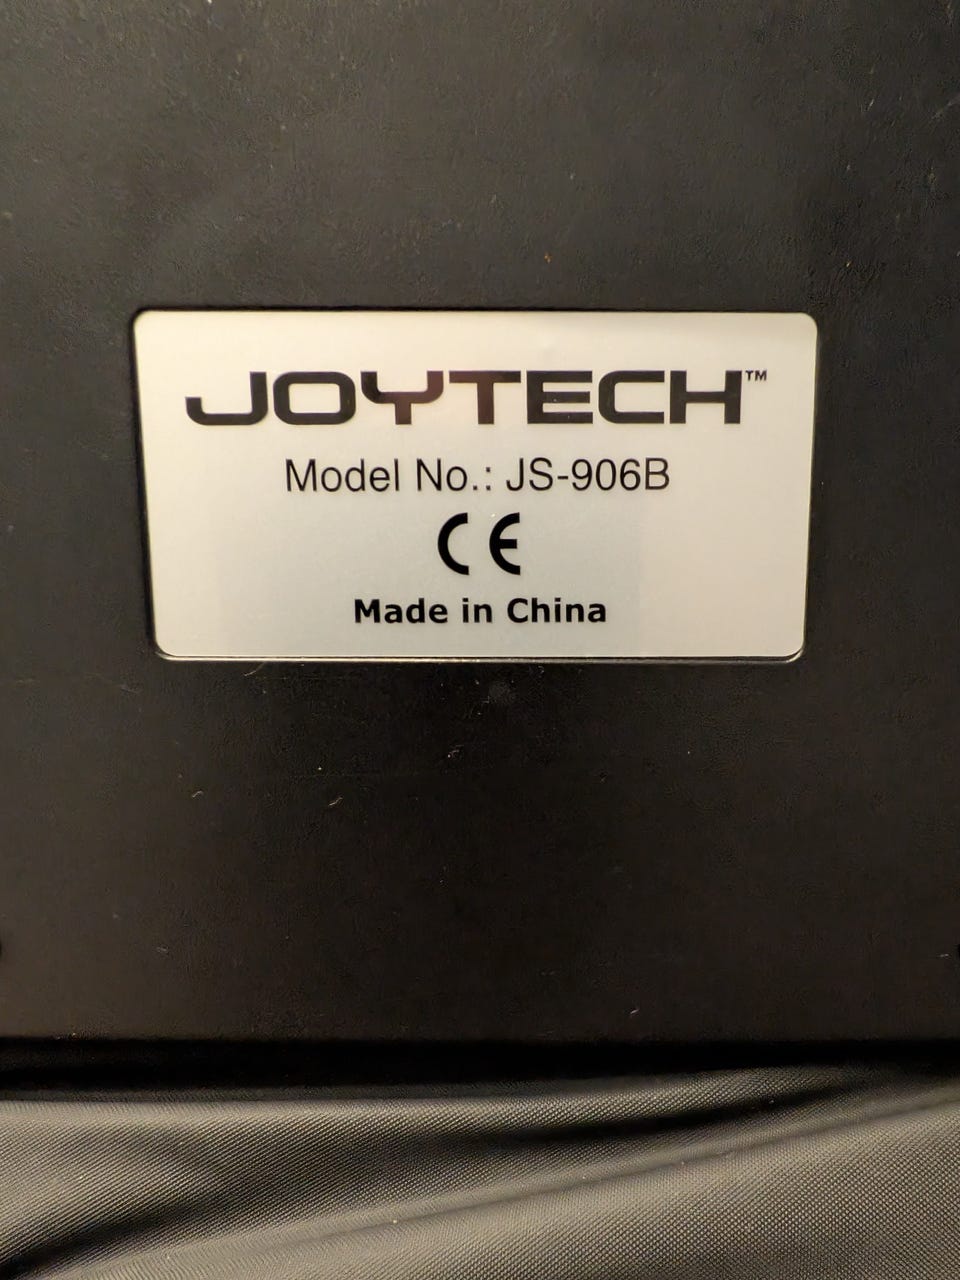 JOYTECH™
Model No.: JS-906B
CE
Made in China